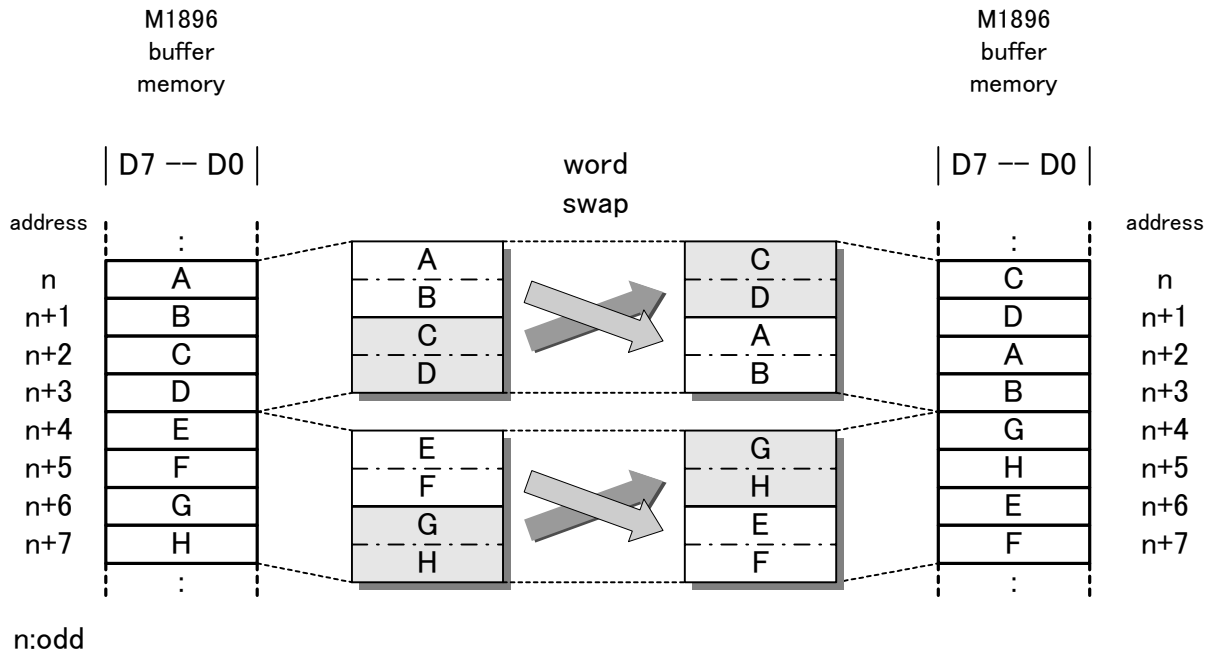 M1896
buffer
memory
M1896
buffer
memory
D7 -- D0
word
swap
D7 -- D0
address
address
:
:
n
A
A
B
C
D
C
D
A
B
C
n
n+1
B
D
n+1
n+2
C
A
n+2
n+3
D
B
n+3
n+4
E
E
F
G
H
G
H
E
F
G
n+4
n+5
F
H
n+5
n+6
G
E
n+6
n+7
H
F
n+7
:
:
n:odd